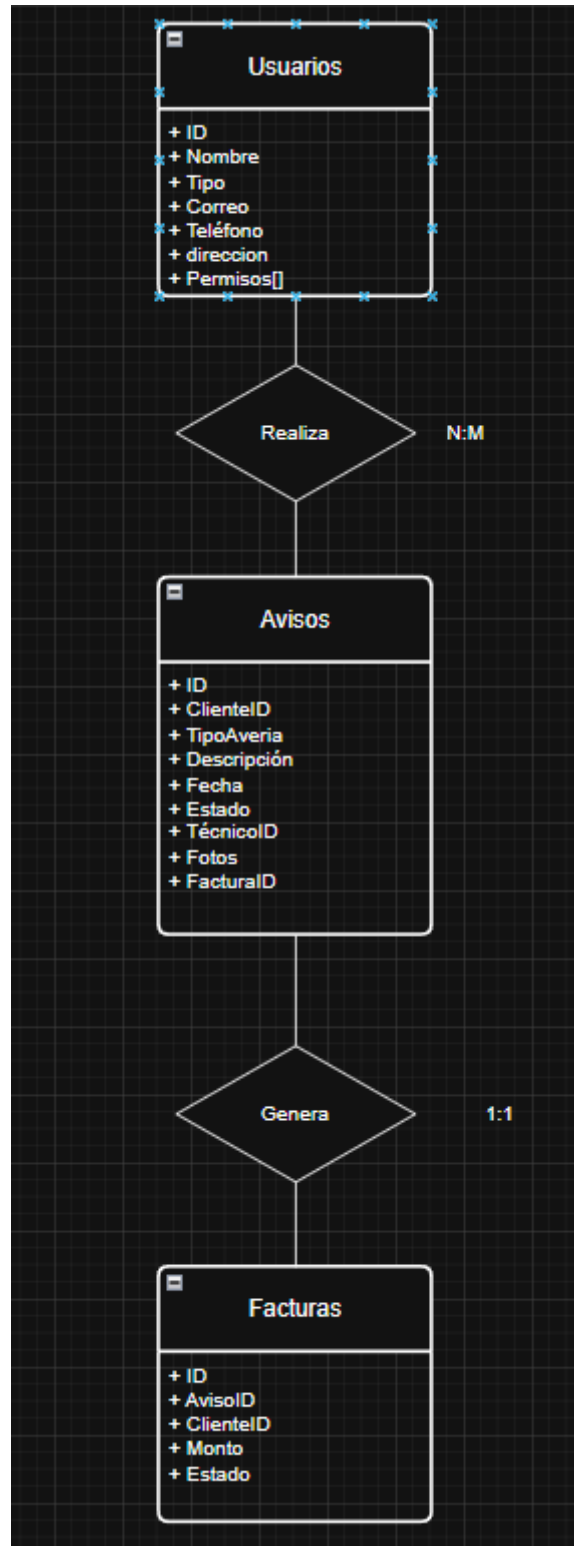 Usuarios
+ ID
+ Nombre
+ Tipo
+ Correo
+ Teléfono
+ direccion
+ Permisos[]
Realiza
N:M
Avisos
+ ID
+ ClienteID
+ TipoAveria
+ Descripción
+ Fecha
+ Estado
+ TécnicoID
+ Fotos
+ FacturaID
Genera
1:1
Facturas
+ ID
+ AvisoID
+ ClienteID
+ Monto
+ Estado